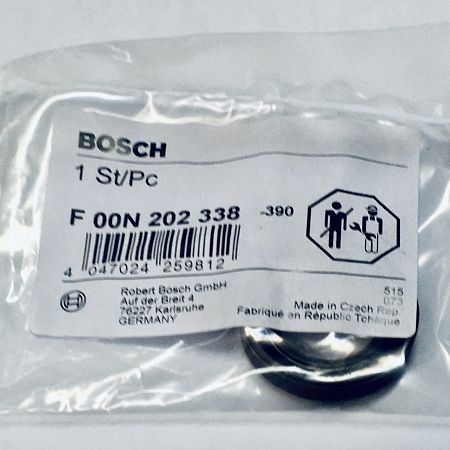 BOSCH
1 St/Pc
F 00N 202 338 -390
4 047024 259812
Robert Bosch GmbH
Auf der Breit 4
76227 Karlsruhe
GERMANY
515
073
Made in Czech Rep.
Fabriqué en République Tchèque